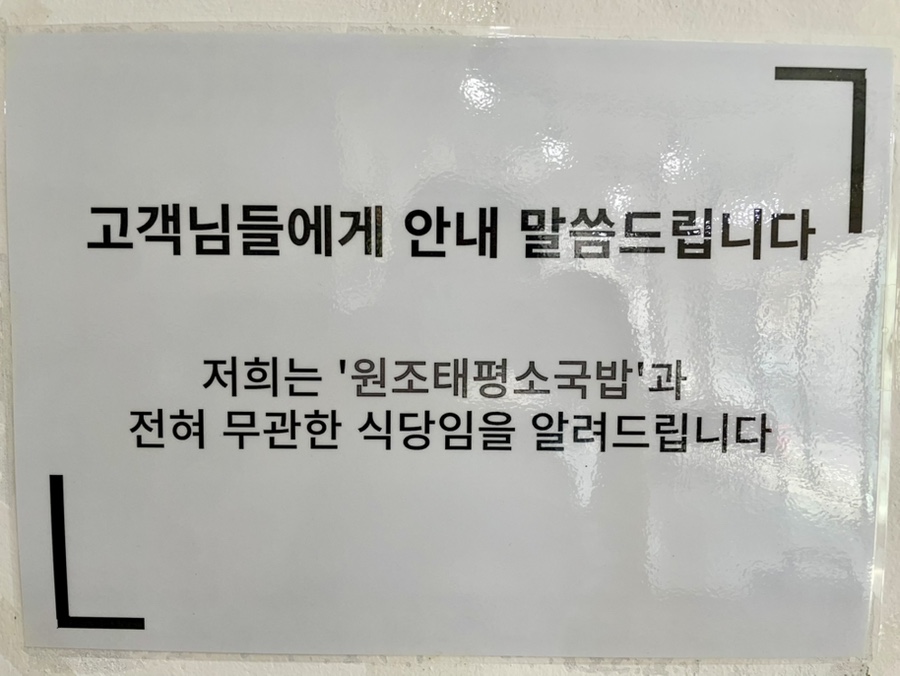 고객님들에게 안내 말씀드립니다
저희는 '원조태평소국밥'과
전혀 무관한 식당임을 알려드립니다